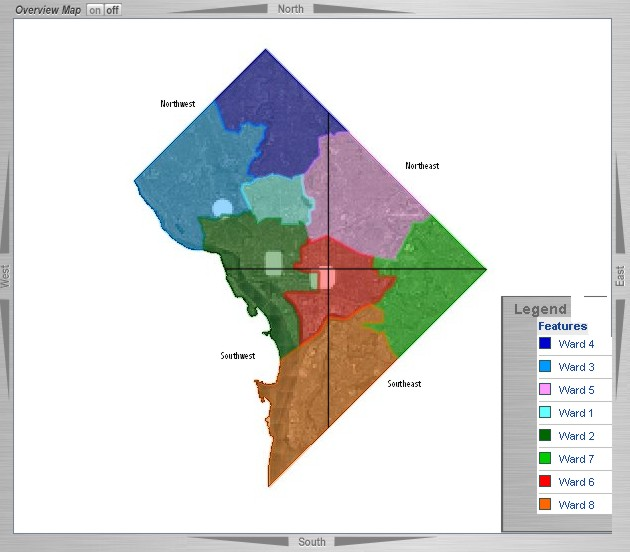 Overview Map on off
North
Northwest
Northeast
West
East
Southwest
Southeast
South
Legend
Features
Ward 4
Ward 3
Ward 5
Ward 1
Ward 2
Ward 7
Ward 6
Ward 8